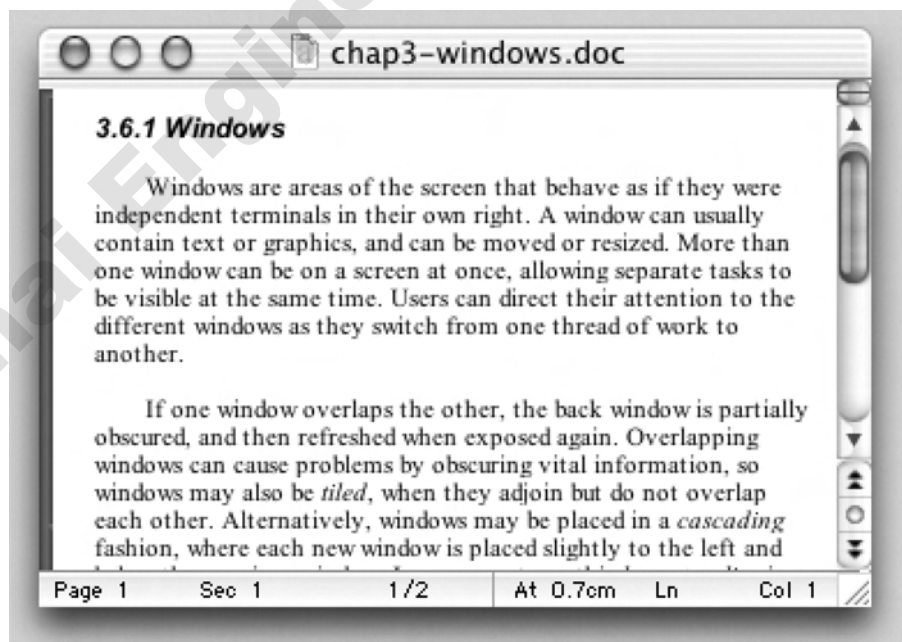 chap3-windows.doc
3.6.1 Windows
Windows are areas of the screen that behave as if they were
independent terminals in their own right. A window can usually
contain text or graphics, and can be moved or resized. More than
one window can be on a screen at once, allowing separate tasks to
be visible at the same time. Users can direct their attention to the
different windows as they switch from one thread of work to
another.
If one window overlaps the other, the back window is partially
obscured, and then refreshed when exposed again. Overlapping
windows can cause problems by obscuring vital information, so
windows may also be tiled, when they adjoin but do not overlap
each other. Alternatively, windows may be placed in a cascading
fashion, where each new window is placed slightly to the left and
Page 1 Sec 1 1/2 At 0.7cm Ln Col 1